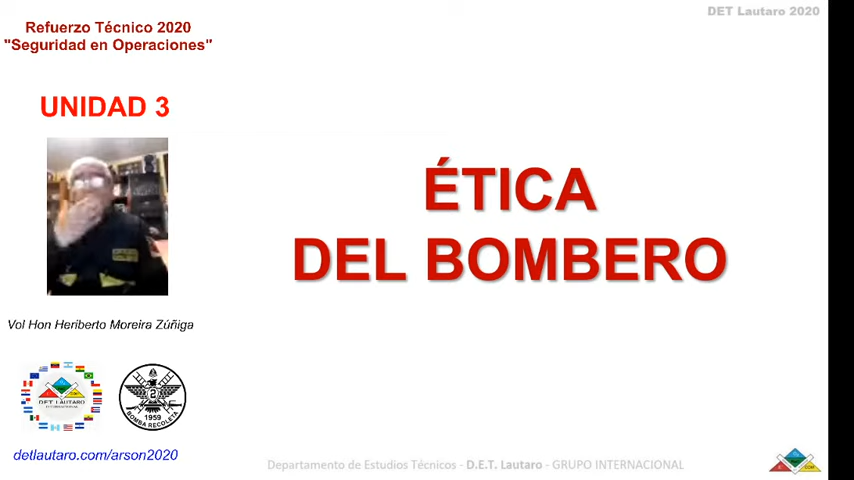 DET Lautaro 2020
Refuerzo Técnico 2020
"Seguridad en Operaciones"
UNIDAD 3
ÉTICA
DEL BOMBERO
Vol Hon Heriberto Moreira Zúñiga
D.E.T. LAUTARO
2
1959
BOMBA RECOLETA
detlautaro.com/arson2020
Departamento de Estudios Técnicos - D.E.T. Lautaro - GRUPO INTERNACIONAL